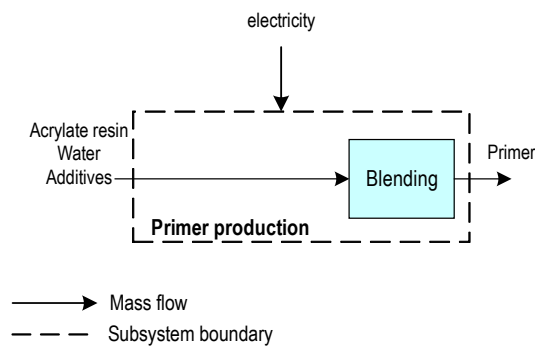 electricity
Acrylate resin
Water
Additives
Blending
Primer
Primer production
Mass flow
Subsystem boundary